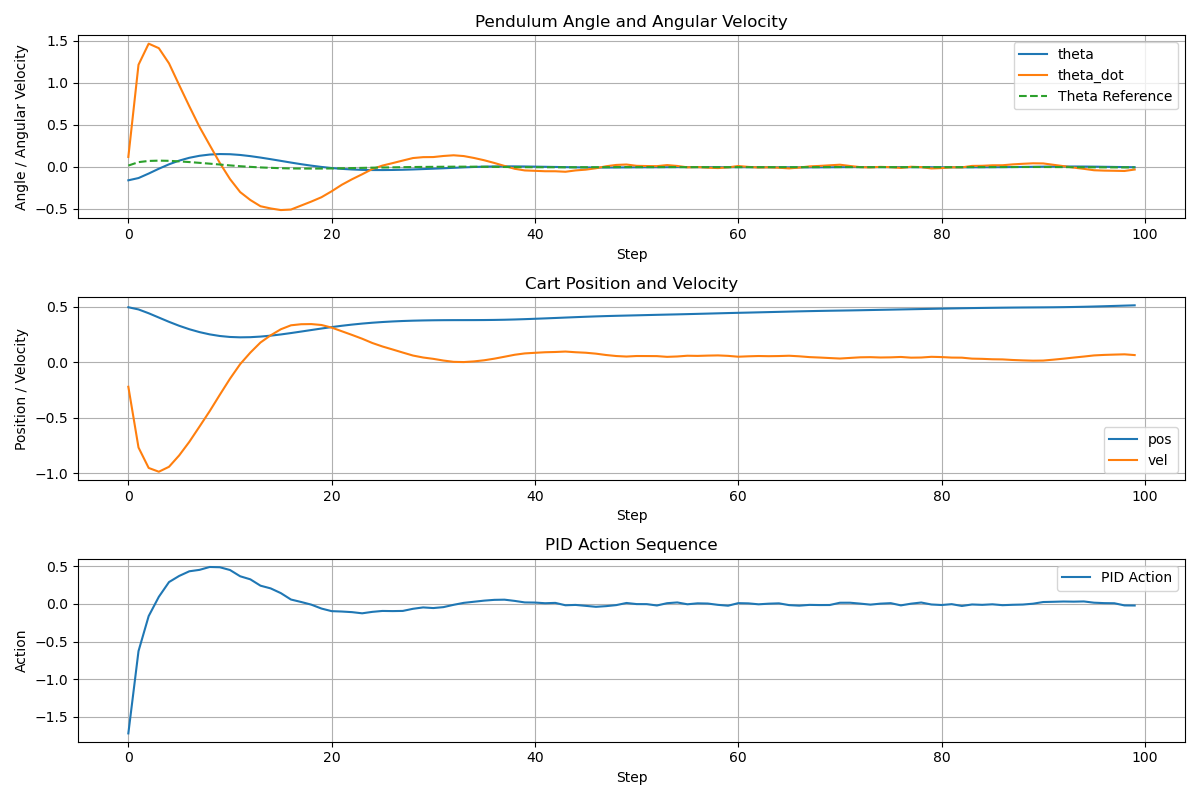 Pendulum Angle and Angular Velocity
Angle / Angular Velocity
1.5
1.0
0.5
0.0
−0.5
theta
theta_dot
Theta Reference
0 20 40 60 80 100
Step
Cart Position and Velocity
Position / Velocity
0.5
0.0
−0.5
−1.0
pos
vel
0 20 40 60 80 100
Step
PID Action Sequence
Action
0.5
0.0
−0.5
−1.0
−1.5
PID Action
0 20 40 60 80 100
Step